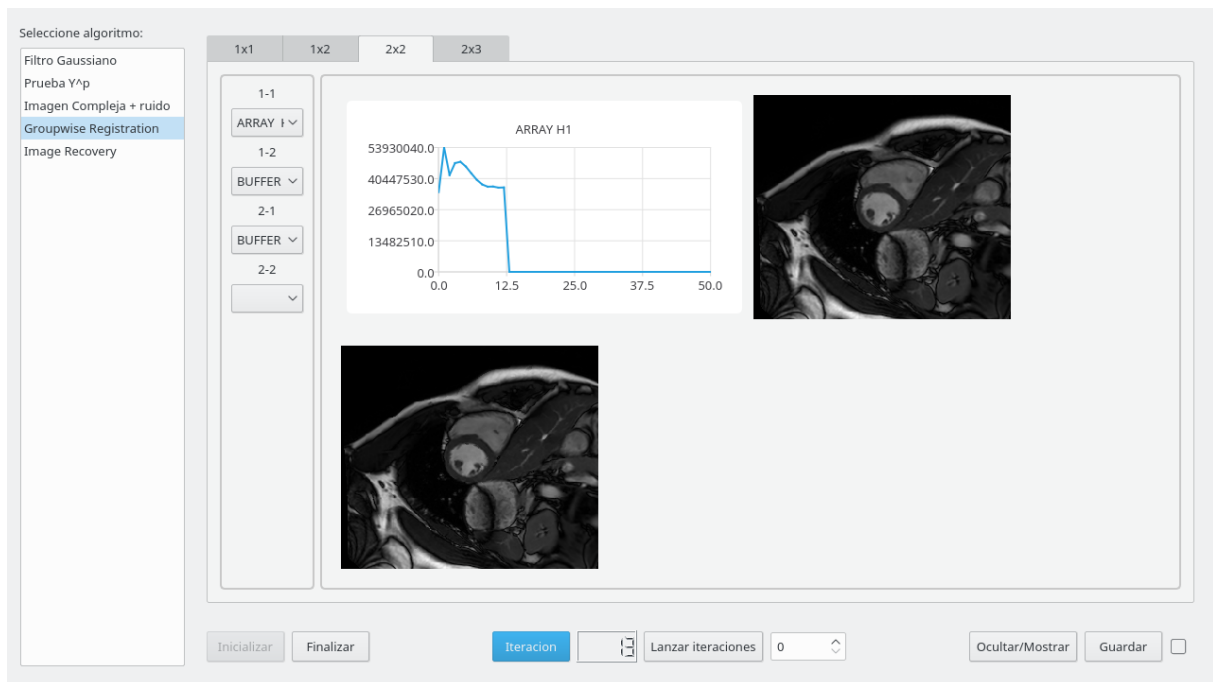 Seleccione algoritmo:
Filtro Gaussiano
Prueba Y^p
Imagen Compleja + ruido
Groupwise Registration
Image Recovery
1x1 1x2 2x2 2x3
1-1
ARRAY
1-2
BUFFER
2-1
BUFFER
2-2
ARRAY H1
53930040.0
40447530.0
26965020.0
13482510.0
0.0
0.0 12.5 25.0 37.5 50.0
Inicializar Finalizar Iteracion 13 Lanzar iteraciones 0 Ocultar/Mostrar Guardar